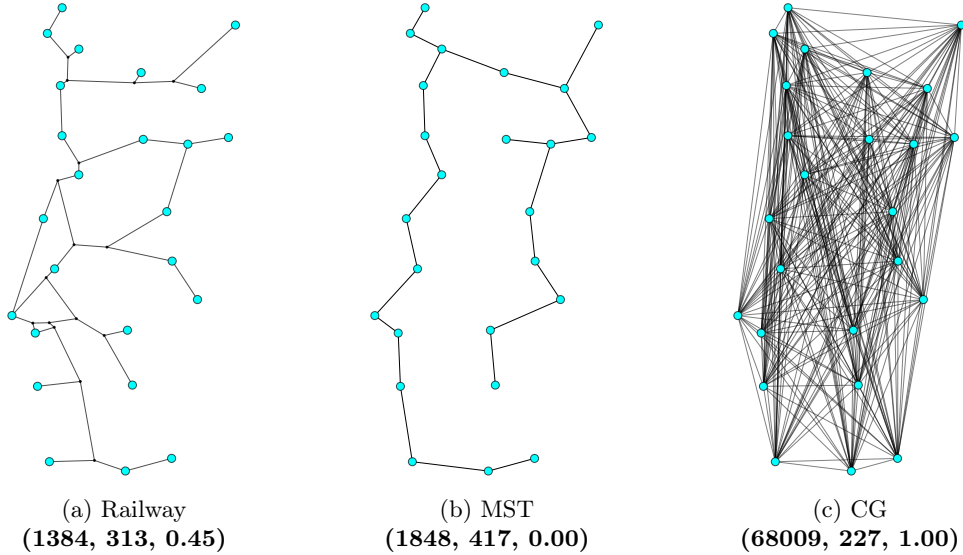 (a) Railway
(1384, 313, 0.45)
(b) MST
(1848, 417, 0.00)
(c) CG
(68009, 227, 1.00)